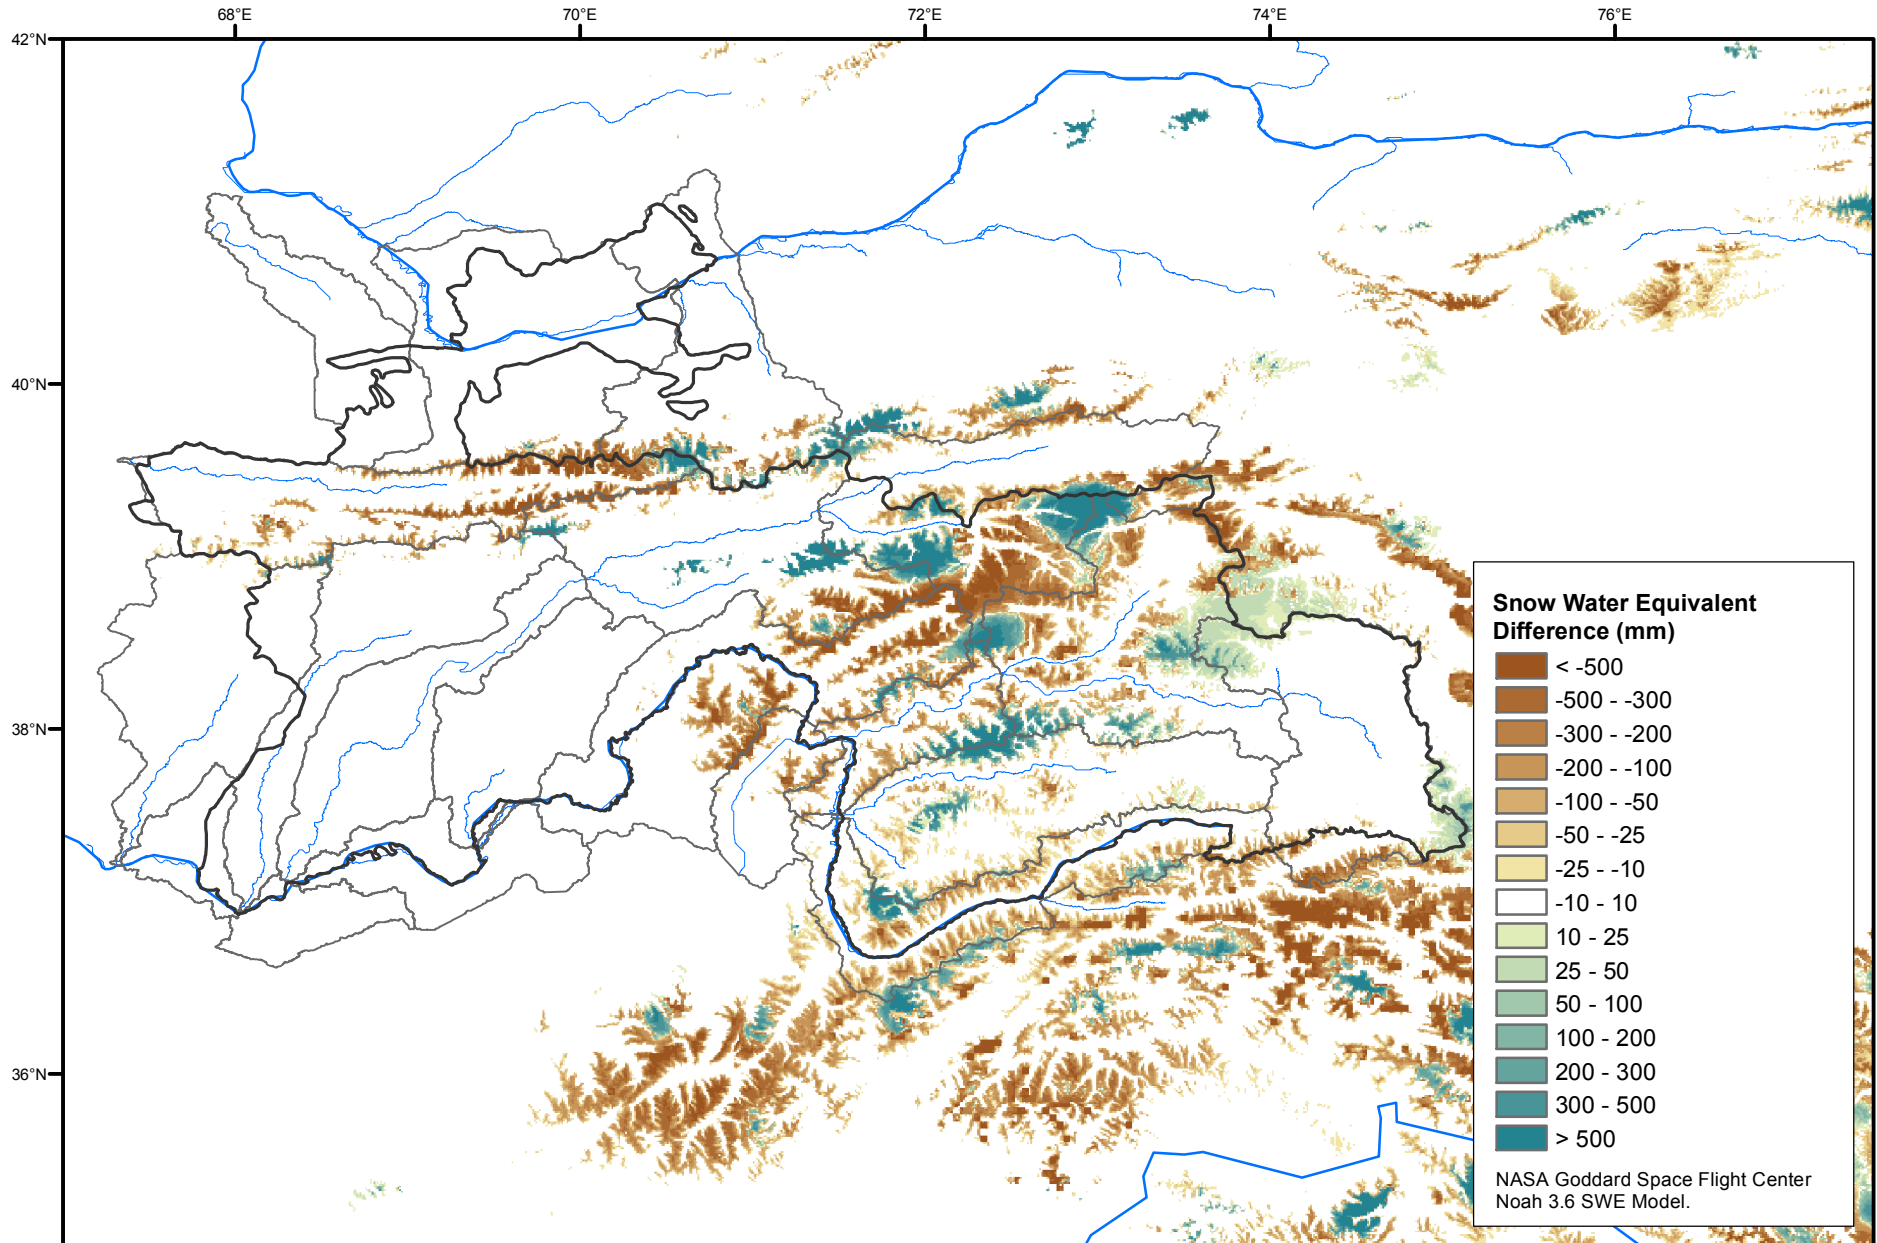 68°E
70°E
72°E
74°E
76°E
42°N
40°N
38°N
36°N
Snow Water Equivalent
Difference (mm)
< -500
-500 - -300
-300 - -200
-200 - -100
-100 - -50
-50 - -25
-25 - -10
-10 - 10
10 - 25
25 - 50
50 - 100
100 - 200
200 - 300
300 - 500
> 500
NASA Goddard Space Flight Center
Noah 3.6 SWE Model.